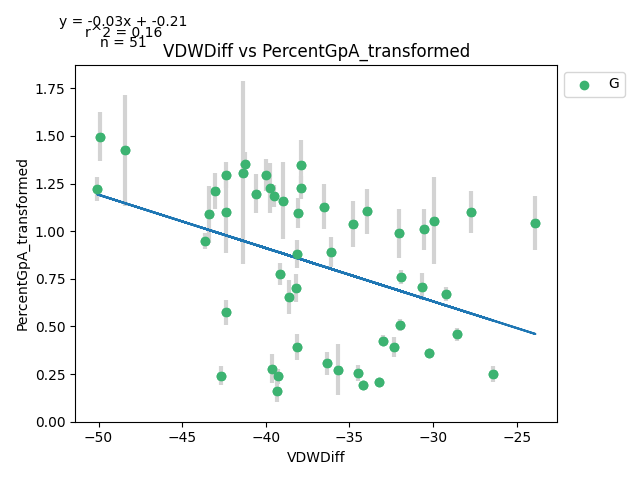 y = -0.03x + -0.21
r^2 = 0.16
n = 51
VDWDiff vs PercentGpA_transformed
G
PercentGpA_transformed
1.75
1.50
1.25
1.00
0.75
0.50
0.25
0.00
−50
−45
−40
−35
−30
−25
VDWDiff